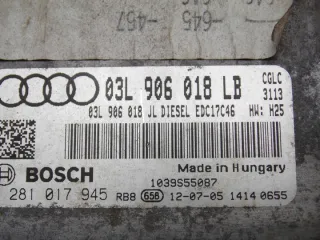 -645
-457
03L 906 018 LB
CGLC
3113
03L 906 018 JL DIESEL EDC17C46 HW: H25
BOSCH
Made in Hungary
1039S55087
281 017 945 RB8 656 12-07-05 1414 0655